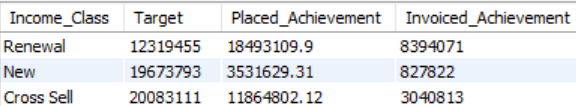 Income_Class Target Placed_Achievement Invoiced_Achievement
Renewal 12319455 18493109.9 8394071
New 19673793 3531629.31 827822
Cross Sell 20083111 11864802.12 3040813